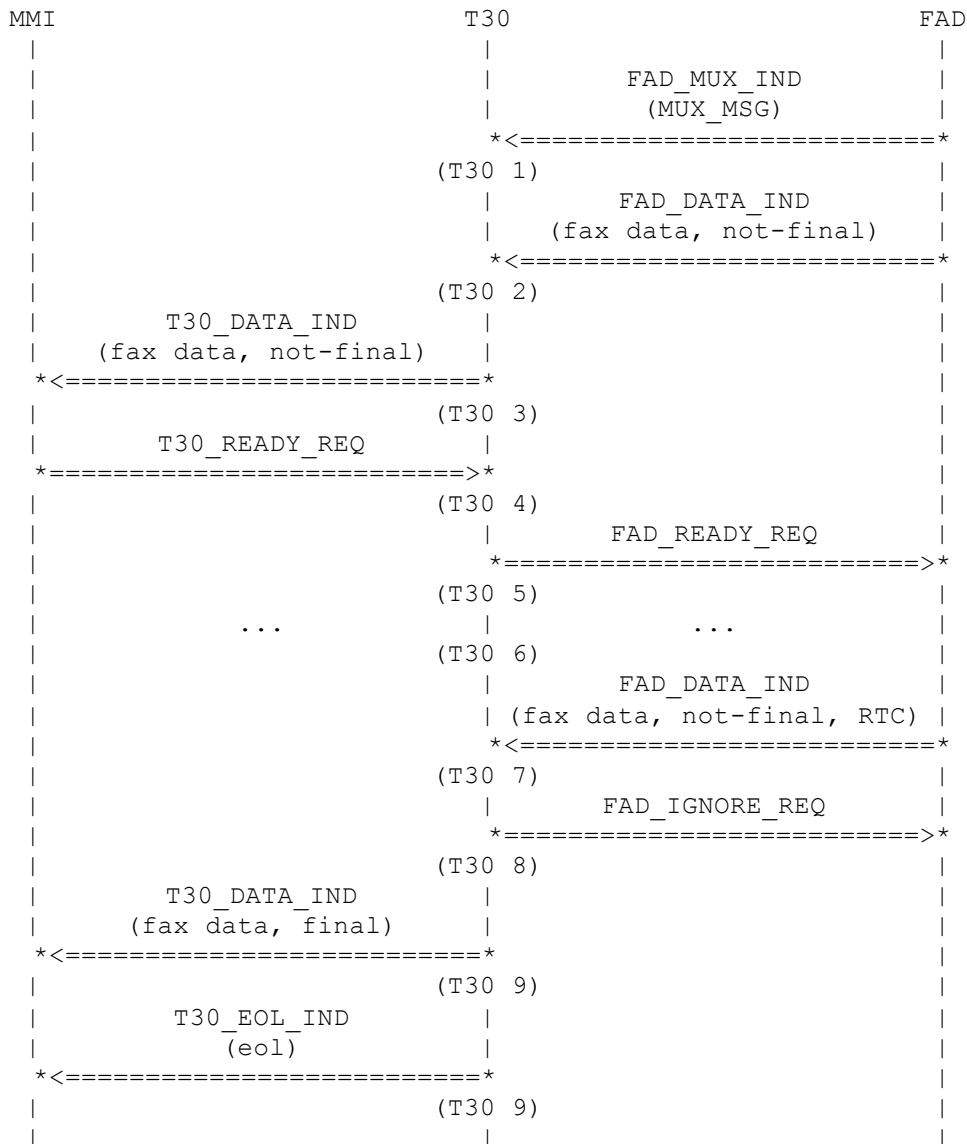 MMI                          T30                          FAD
 |                            |                            |
 |                            |        FAD_MUX_IND         |
 |                            |         (MUX_MSG)          |
 |                            *<==========================*
 |                         (T30 1)                         |
 |                            |        FAD_DATA_IND        |
 |                            |   (fax data, not-final)    |
 |                            *<==========================*
 |                         (T30 2)                         |
 |        T30_DATA_IND        |                            |
 |   (fax data, not-final)    |                            |
 *<==========================*                            |
 |                         (T30 3)                         |
 |       T30_READY_REQ        |                            |
 *==========================>*                            |
 |                         (T30 4)                         |
 |                            |       FAD_READY_REQ        |
 |                            *==========================>*
 |                         (T30 5)                         |
 |             ...            |            ...             |
 |                         (T30 6)                         |
 |                            |        FAD_DATA_IND        |
 |                            | (fax data, not-final, RTC) |
 |                            *<==========================*
 |                         (T30 7)                         |
 |                            |       FAD_IGNORE_REQ       |
 |                            *==========================>*
 |                         (T30 8)                         |
 |        T30_DATA_IND        |                            |
 |     (fax data, final)      |                            |
 *<==========================*                            |
 |                         (T30 9)                         |
 |        T30_EOL_IND         |                            |
 |           (eol)            |                            |
 *<==========================*                            |
 |                         (T30 9)                         |
 |                            |                            |